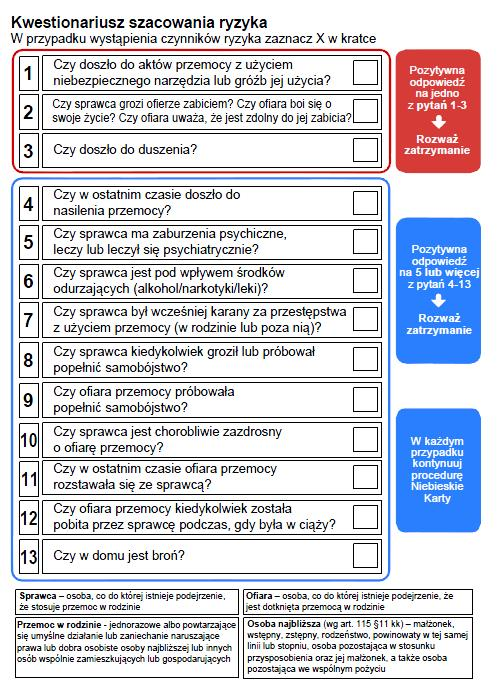 Kwestionariusz szacowania ryzyka
W przypadku wystąpienia czynników ryzyka zaznacz X w kratce
1
Czy doszło do aktów przemocy z użyciem
niebezpiecznego narzędzia lub gróźb jej użycia?
2
Czy sprawca grozi ofierze zabiciem? Czy ofiara boi się o
swoje życie? Czy ofiara uważa, że jest zdolny do jej zabicia?
3
Czy doszło do duszenia?
Pozytywna
odpowiedź
na jedno
z pytań 1-3
Rozważ
zatrzymanie
4
Czy w ostatnim czasie doszło do
nasilenia przemocy?
5
Czy sprawca ma zaburzenia psychiczne,
leczy lub leczył się psychiatrycznie?
6
Czy sprawca jest pod wpływem środków
odurzających (alkohol/narkotyki/leki)?
7
Czy sprawca był wcześniej karany za przestępstwa
z użyciem przemocy (w rodzinie lub poza nią)?
8
Czy sprawca kiedykolwiek groził lub próbował
popełnić samobójstwo?
9
Czy ofiara przemocy próbowała
popełnić samobójstwo?
10
Czy sprawca jest chorobliwie zazdrosny
o ofiarę przemocy?
11
Czy w ostatnim czasie ofiara przemocy
rozstawała się ze sprawcą?
12
Czy ofiara przemocy kiedykolwiek została
pobita przez sprawcę podczas, gdy była w ciąży?
13
Czy w domu jest broń?
Pozytywna
odpowiedź
na 5 lub więcej
z pytań 4-13
Rozważ
zatrzymanie
W każdym
przypadku
kontynuuj
procedurę
Niebieskie
Karty
Sprawca – osoba, co do której istnieje podejrzenie,
że stosuje przemoc w rodzinie
Ofiara – osoba, co do której istnieje podejrzenie, że
jest dotknięta przemocą w rodzinie
Przemoc w rodzinie - jednorazowe albo powtarzające
się umyślne działanie lub zaniechanie naruszające
prawa lub dobra osobiste osoby najbliższej lub innych
osób wspólnie zamieszkujących lub gospodarujących
Osoba najbliższa (wg art. 115 §11 kk) – małżonek,
wstępny, zstępny, rodzeństwo, powinowaty w tej samej
linii lub stopniu, osoba pozostająca w stosunku
przysposobienia oraz jej małżonek, a także osoba
pozostająca we wspólnym pożyciu